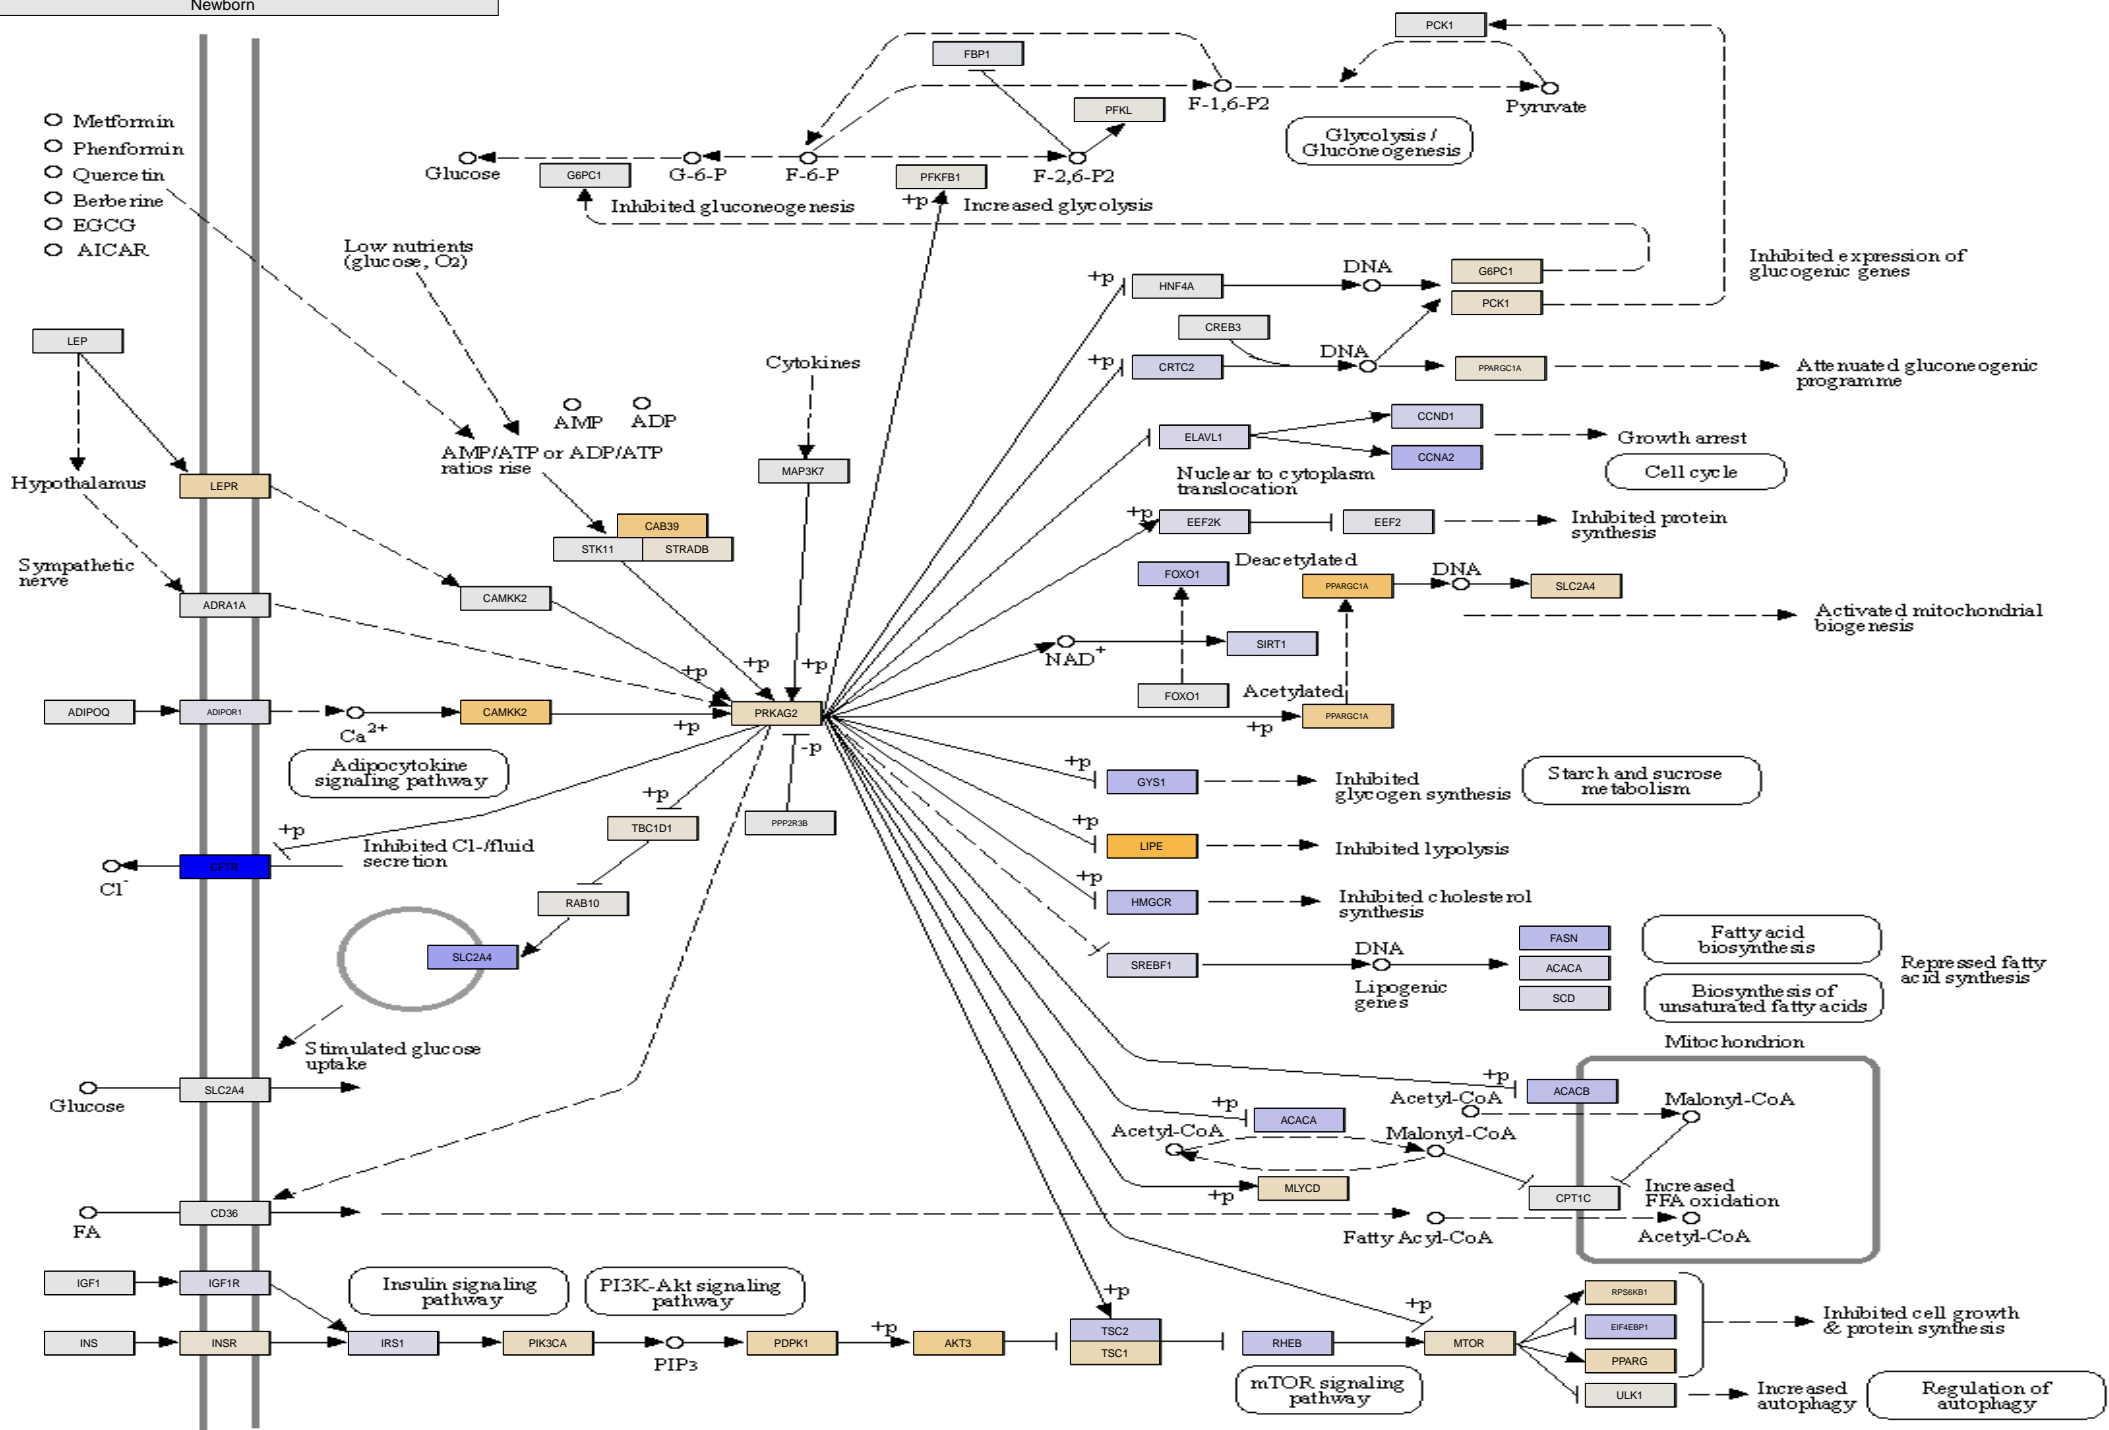 Newborn
PCK1
FBP1
Metformin
Phenformin
Quercetin
Berberine
EGCG
AICAR
PFKL
F-1,6-P2
Pyruvate
Glycolysis /
Gluconeogenesis
Glucose
G6PC1
G-6-P
F-6-P
PFKFB1
F-2,6-P2
Inhibited gluconeogenesis
+p
Increased glycolysis
Low nutrients
(glucose, O2)
+p
HNF4A
DNA
G6PC1
PCK1
Inhibited expression of
glucogenic genes
LEP
CREB3
Cytokines
+p
CRTC2
DNA
PPARGC1A
Attenuated gluconeogenic
programme
AMP
ADP
AMP/ATP or ADP/ATP
ratios rise
MAP3K7
ELAVL1
CCND1
CCNA2
Growth arrest
Cell cycle
Nuclear to cytoplasm
translocation
Hypothalamus
LEPR
CAB39
STK11
STRADB
+p
EEF2K
EEF2
Inhibited protein
synthesis
Sympathetic
nerve
ADRA1A
CAMKK2
FOXO1
Deacetylated
PPARGC1A
DNA
SLC2A4
Activated mitochondrial
biogenesis
NAD+
SIRT1
+p
+p
+p
FOXO1
Acetylated
PPARGC1A
+p
ADIPOQ
ADIPOR1
Ca2+
CAMKK2
+p
PRKAG2
-p
Adipocytokine
signaling pathway
+p
GYS1
Inhibited
glycogen synthesis
Starch and sucrose
metabolism
+p
TBC1D1
PPP2R3B
+p
LIPE
Inhibited lypolysis
+p
Inhibited Cl-/fluid
secretion
Cl-
CFTR
RAB10
+p
HMGCR
Inhibited cholesterol
synthesis
SLC2A4
SREBF1
DNA
Lipogenic
genes
FASN
ACACA
SCD
Fatty acid
biosynthesis
Biosynthesis of
unsaturated fatty acids
Repressed fatty
acid synthesis
Stimulated glucose
uptake
Mitochondrion
Glucose
SLC2A4
+p
ACACB
Acetyl-CoA
Malonyl-CoA
+p
ACACA
Acetyl-CoA
Malonyl-CoA
+p
MLYCD
CPT1C
Increased
FFA oxidation
FA
CD36
Fatty Acyl-CoA
Acetyl-CoA
IGF1
IGF1R
Insulin signaling
pathway
PI3K-Akt signaling
pathway
+p
+p
INS
INSR
IRS1
PIK3CA
PIP3
PDPK1
+p
AKT3
TSC2
TSC1
RHEB
MTOR
RPS6KB1
EIF4EBP1
PPARG
ULK1
Inhibited cell growth
& protein synthesis
mTOR signaling
pathway
Increased
autophagy
Regulation of
autophagy